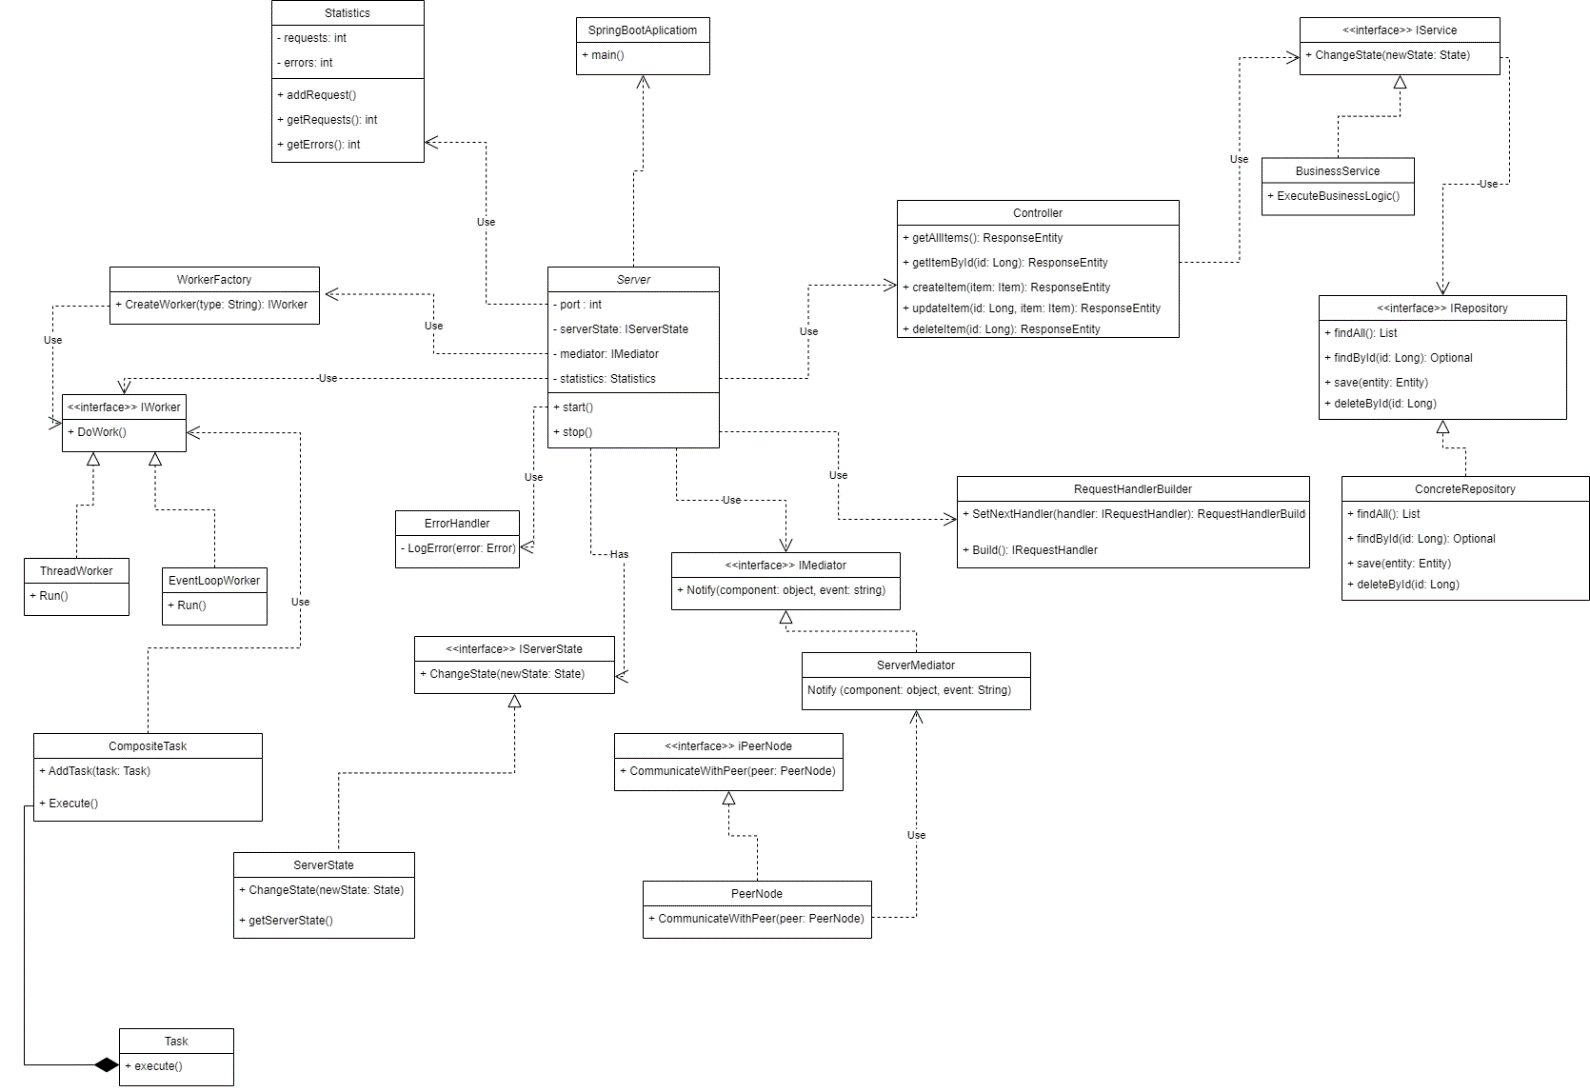 Statistics
- requests: int
- errors: int
+ addRequest()
+ getRequests(): int
+ getErrors(): int
SpringBootAplicatiom
+ main()
<<interface>> IService
+ ChangeState(newState: State)
Use
BusinessService
+ ExecuteBusinessLogic()
Use
Use
Controller
+ getAllItems(): ResponseEntity
+ getItemById(id: Long): ResponseEntity
+ createItem(item: Item): ResponseEntity
+ updateItem(id: Long, item: Item): ResponseEntity
+ deleteItem(id: Long): ResponseEntity
WorkerFactory
+ CreateWorker(type: String): IWorker
Use
Use
Use
Server
- port : int
- serverState: IServerState
- mediator: IMediator
- statistics: Statistics
+ start()
+ stop()
Use
<<interface>> IRepository
+ findAll(): List
+ findById(id: Long): Optional
+ save(entity: Entity)
+ deleteById(id: Long)
<<interface>> IWorker
+ DoWork()
Use
Use
Use
ErrorHandler
- LogError(error: Error)
Has
RequestHandlerBuilder
+ SetNextHandler(handler: IRequestHandler): RequestHandlerBuild
+ Build(): IRequestHandler
ConcreteRepository
+ findAll(): List
+ findById(id: Long): Optional
+ save(entity: Entity)
+ deleteById(id: Long)
ThreadWorker
+ Run()
EventLoopWorker
+ Run()
Use
<<interface>> IMediator
+ Notify(component: object, event: string)
<<interface>> IServerState
+ ChangeState(newState: State)
ServerMediator
Notify (component: object, event: String)
CompositeTask
+ AddTask(task: Task)
+ Execute()
<<interface>> iPeerNode
+ CommunicateWithPeer(peer: PeerNode)
Use
ServerState
+ ChangeState(newState: State)
+ getServerState()
PeerNode
+ CommunicateWithPeer(peer: PeerNode)
Task
+ execute()